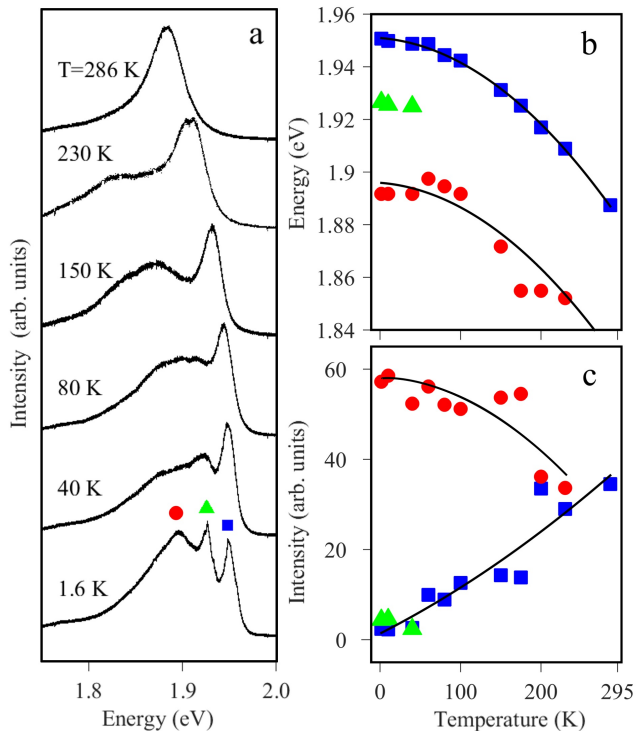 a
T=286 K
230 K
150 K
80 K
40 K
1.6 K
Intensity (arb. units)
1.8
1.9
2.0
Energy (eV)
b
1.96
1.94
1.92
1.9
1.88
1.86
1.84
Energy (eV)
c
60
40
20
0
Intensity (arb. units)
0
100
200
295
Temperature (K)